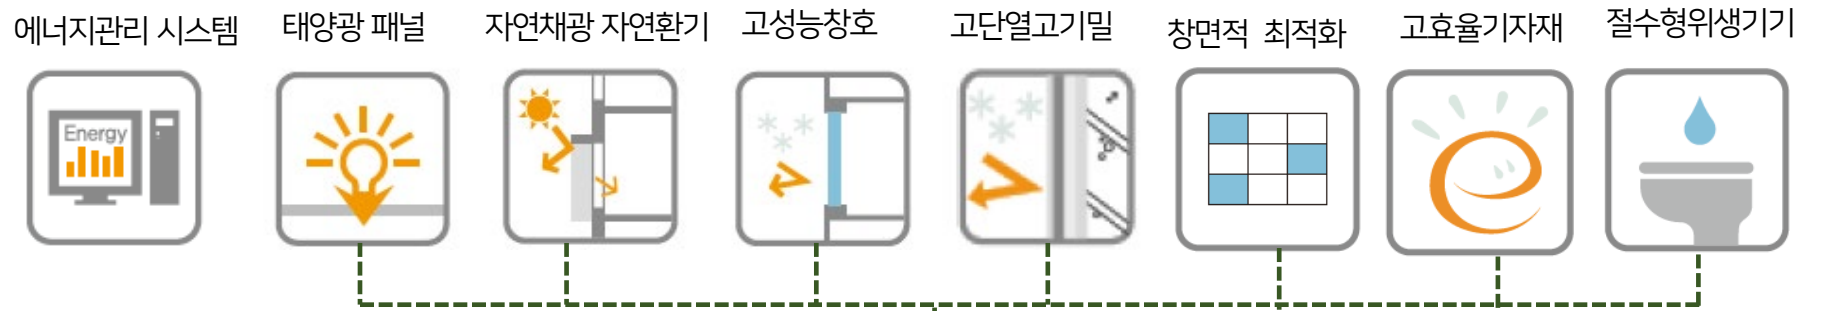 에너지관리 시스템
태양광 패널
자연채광 자연환기
고성능창호
고단열고기밀
창면적 최적화
고효율기자재
절수형위생기기
Energy